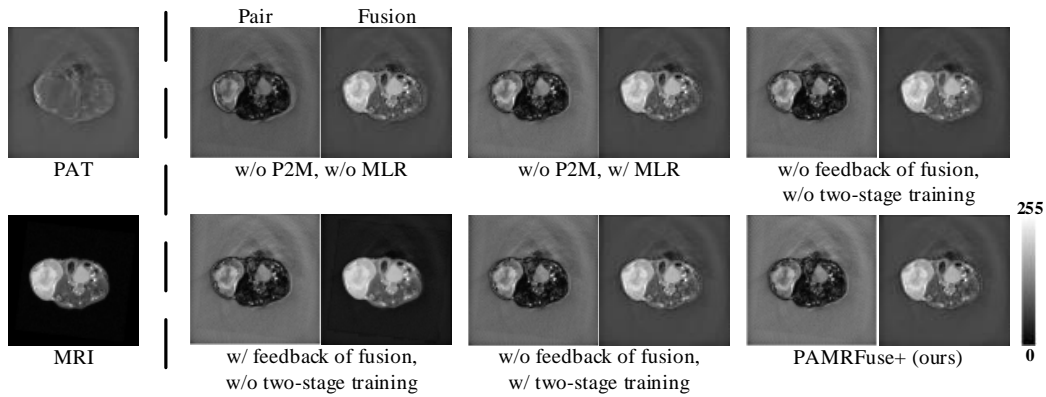 Pair
Fusion
PAT
w/o P2M, w/o MLR
w/o P2M, w/ MLR
w/o feedback of fusion,
w/o two-stage training
255
MRI
w/ feedback of fusion,
w/o two-stage training
w/o feedback of fusion,
w/ two-stage training
PAMRFuse+ (ours)
0